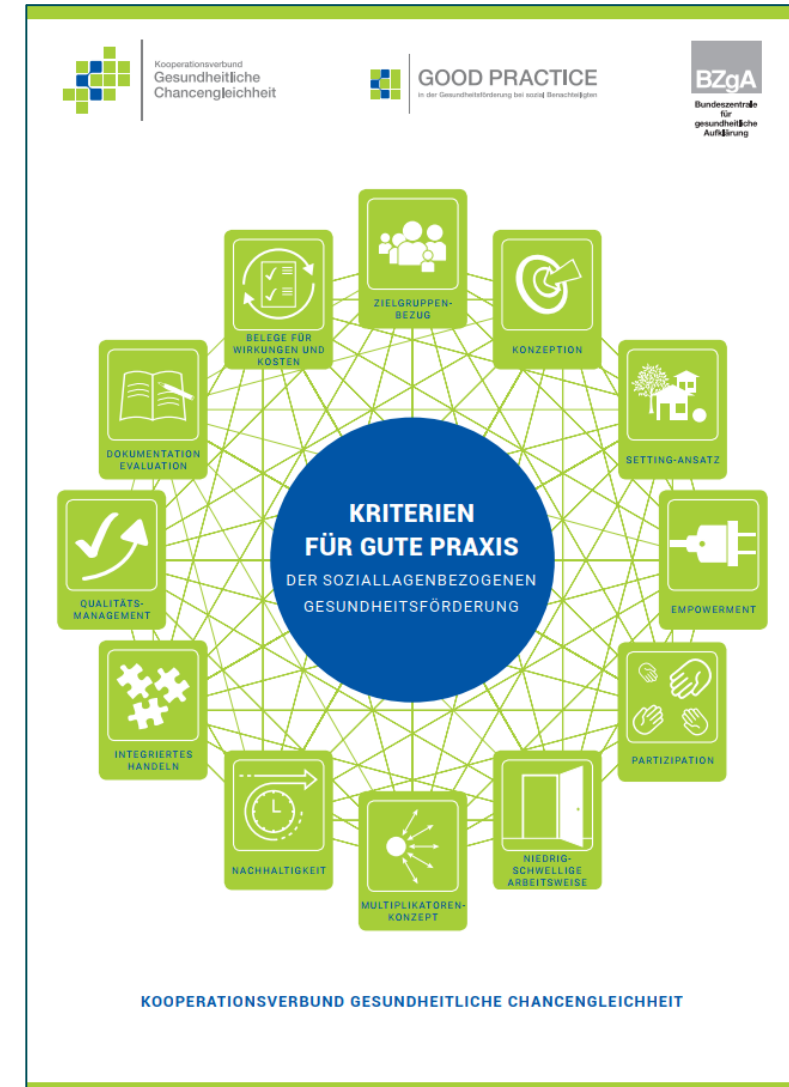 Kooperationsverbund
Gesundheitliche
Chancengleichheit
GOOD PRACTICE
in der Gesundheitsförderung bei sozial Benachteiligten
BZgA
Bundeszentrale
für
gesundheitliche
Aufklärung
ZIELGRUPPEN-
BEZUG
KONZEPTION
SETTING-ANSATZ
EMPOWERMENT
PARTIZIPATION
NIEDRIG-
SCHWELLIGE
ARBEITSWEISE
MULTIPLIKATOREN-
KONZEPT
NACHHALTIGKEIT
INTEGRIERTES
HANDELN
QUALITÄTS-
MANAGEMENT
DOKUMENTATION
EVALUATION
BELEGE FÜR
WIRKUNGEN UND
KOSTEN
KRITERIEN
FÜR GUTE PRAXIS
DER SOZIALLAGENBEZOGENEN
GESUNDHEITSFÖRDERUNG
KOOPERATIONSVERBUND GESUNDHEITLICHE CHANCENGLEICHHEIT